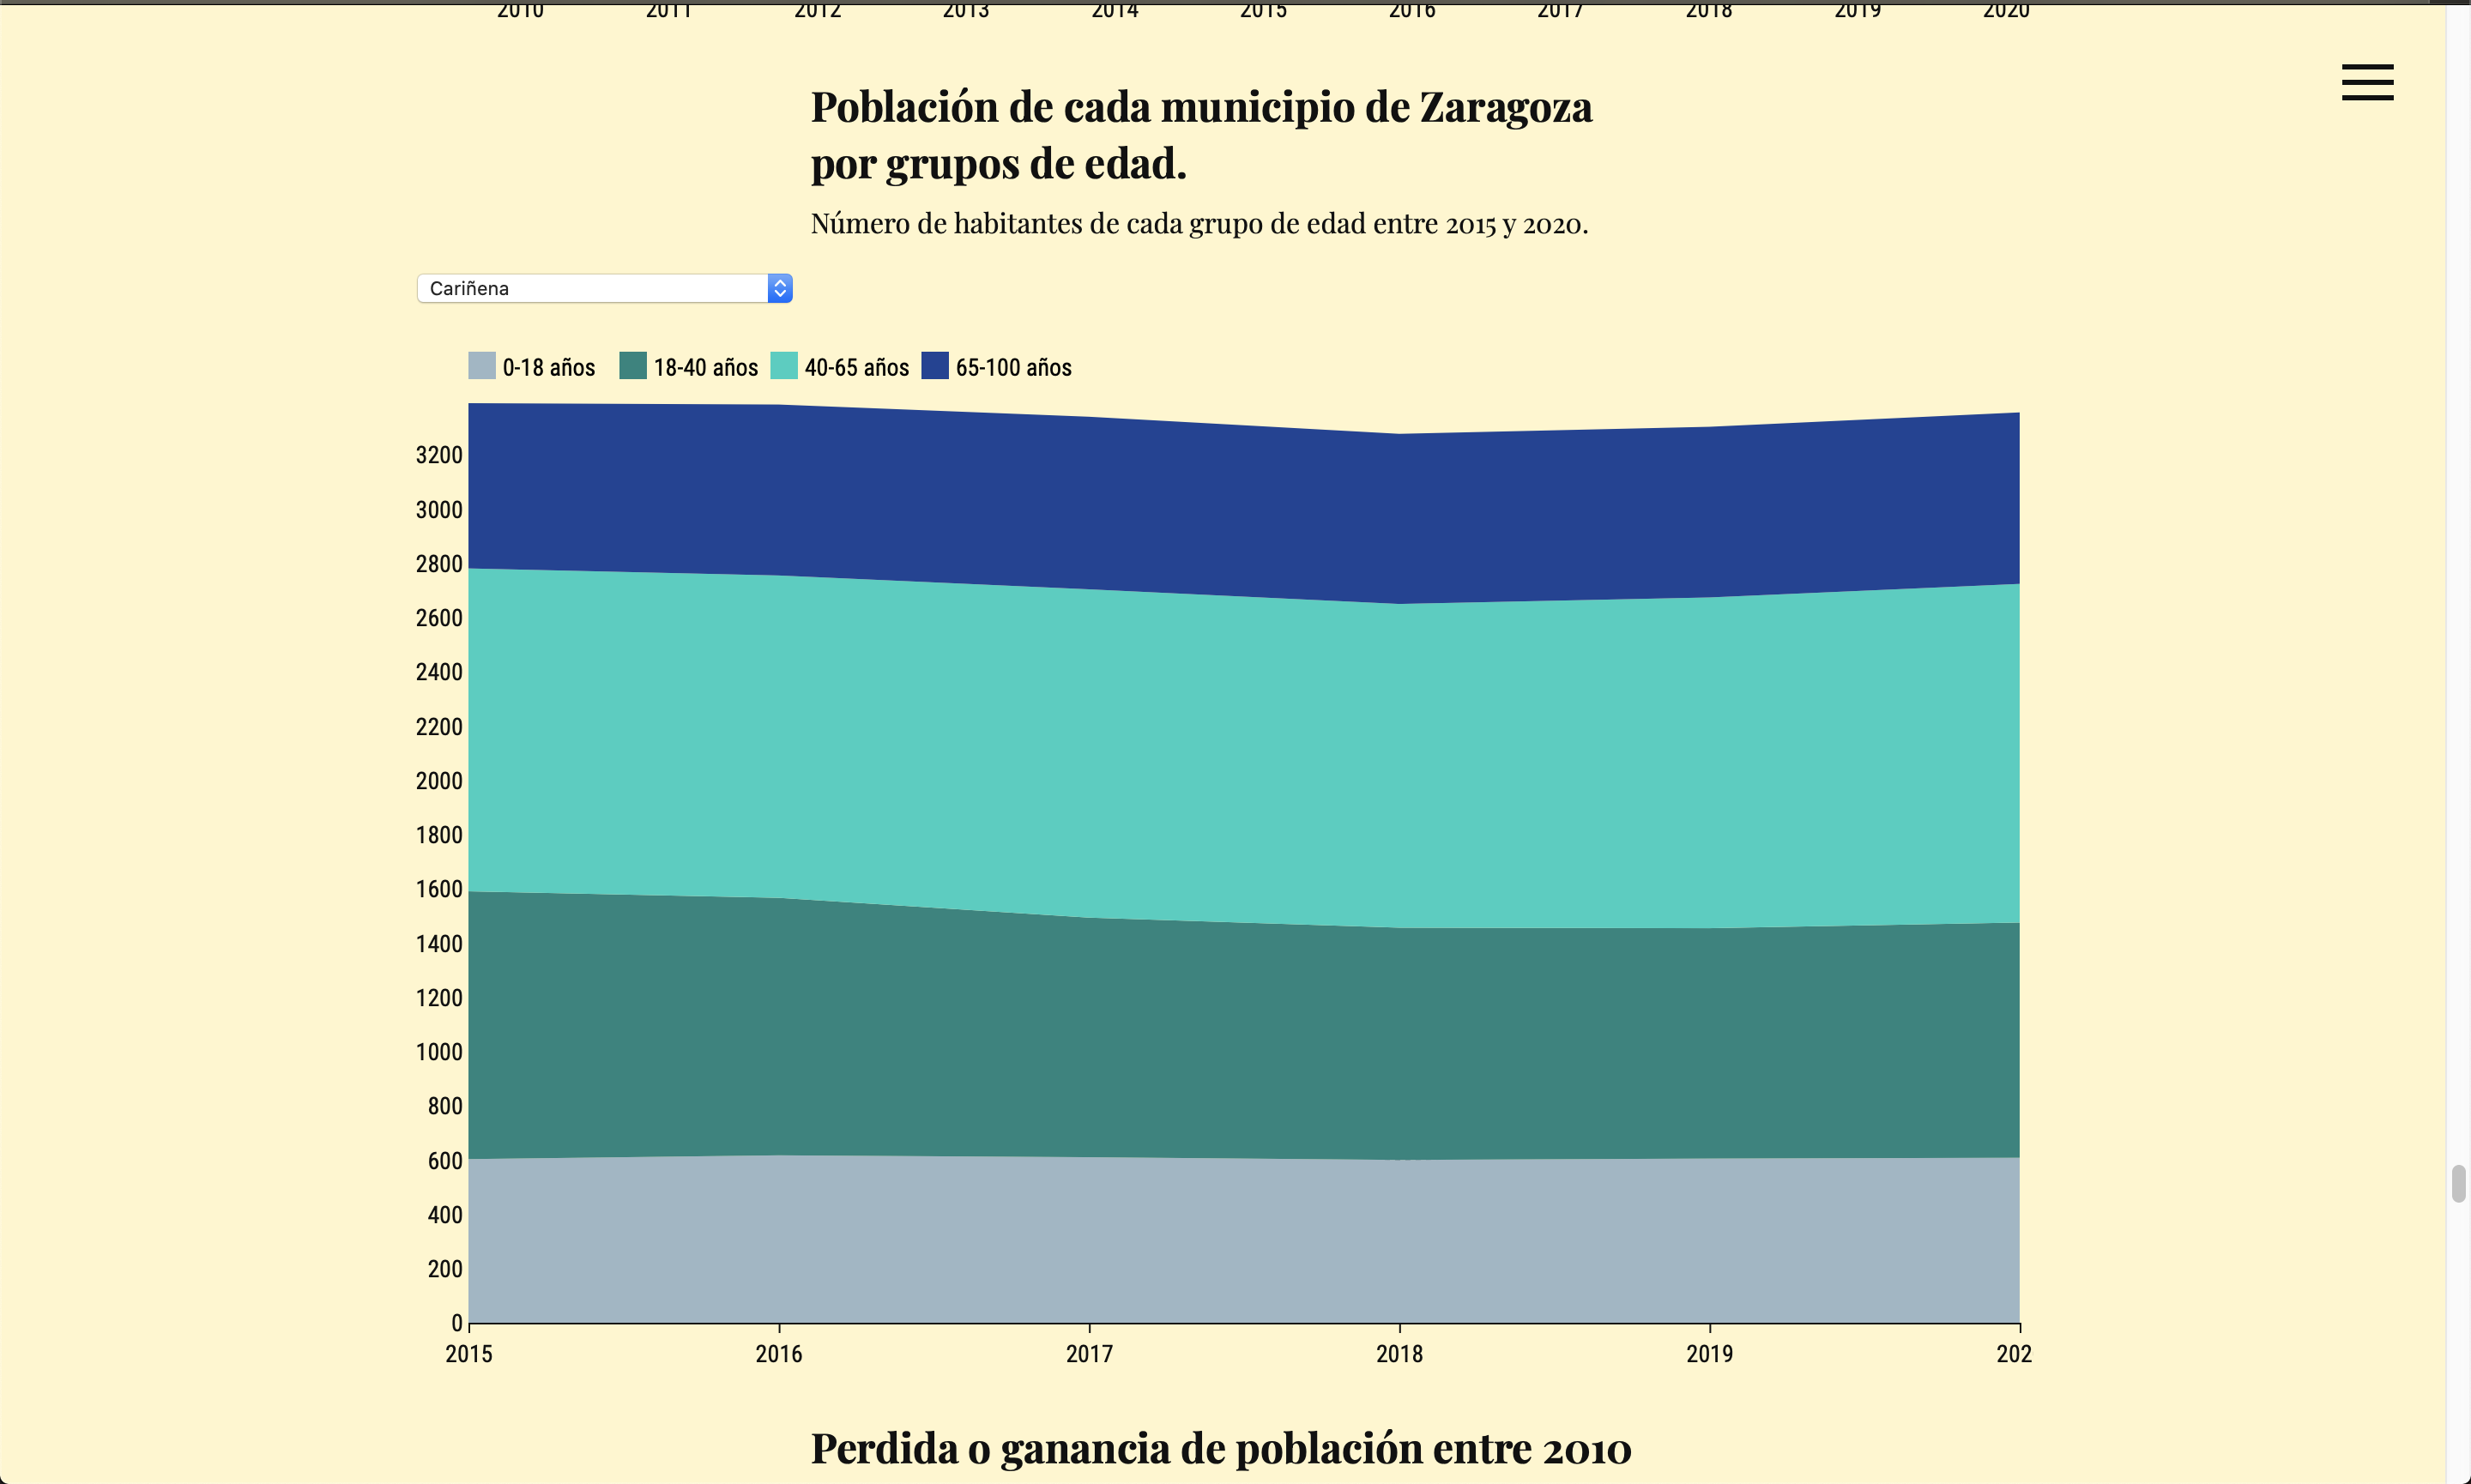 2010 2011 2012 2013 2014 2015 2016 2017 2018 2019 2020
Población de cada municipio de Zaragoza
por grupos de edad.
Número de habitantes de cada grupo de edad entre 2015 y 2020.
Cariñena
0-18 años 18-40 años 40-65 años 65-100 años
3200
3000
2800
2600
2400
2200
2000
1800
1600
1400
1200
1000
800
600
400
200
0
2015 2016 2017 2018 2019 202
Perdida o ganancia de población entre 2010